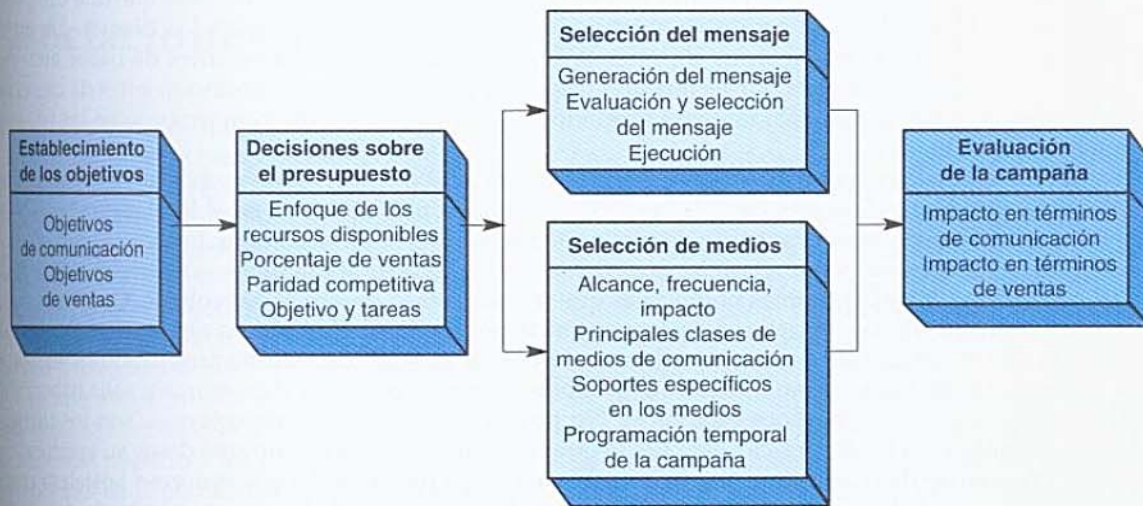 Establecimiento
de los objetivos
Objetivos
de comunicación
Objetivos
de ventas
Decisiones sobre
el presupuesto
Enfoque de los
recursos disponibles
Porcentaje de ventas
Paridad competitiva
Objetivo y tareas
Selección del mensaje
Generación del mensaje
Evaluación y selección
del mensaje
Ejecución
Selección de medios
Alcance, frecuencia,
impacto
Principales clases de
medios de comunicación
Soportes específicos
en los medios
Programación temporal
de la campaña
Evaluación
de la campaña
Impacto en términos
de comunicación
Impacto en términos
de ventas